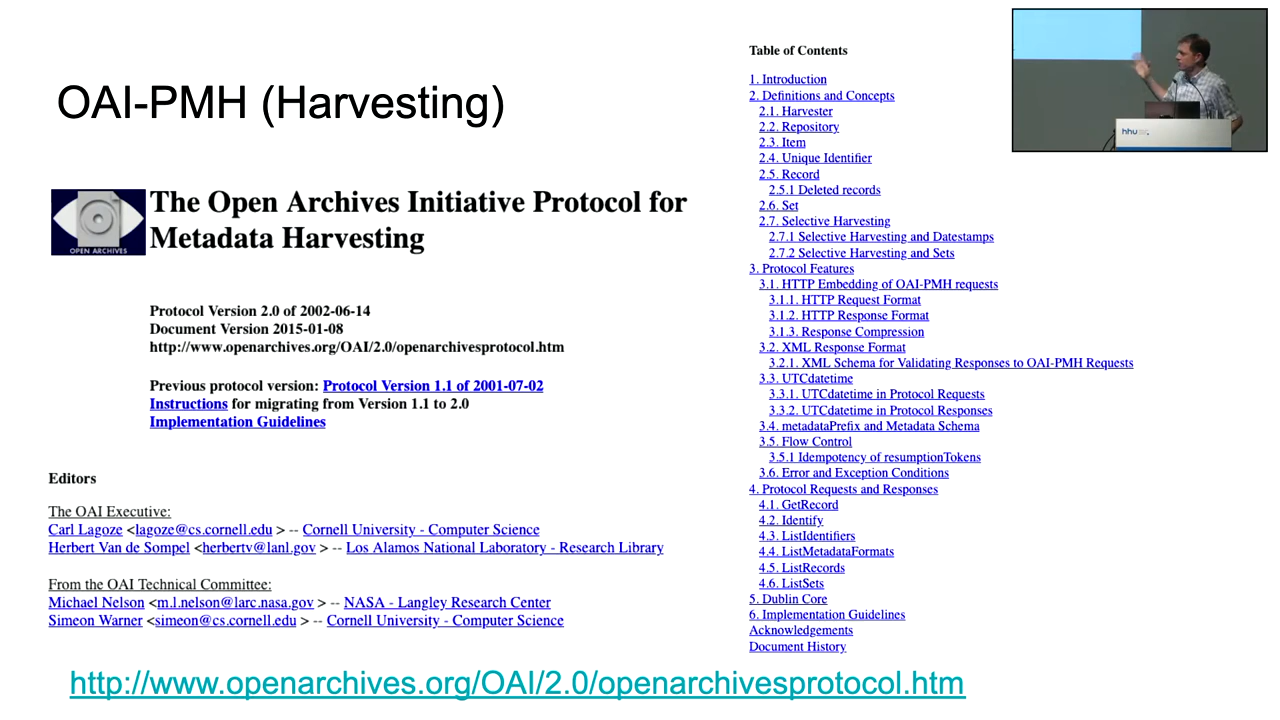 OAI-PMH (Harvesting)
OPEN ARCHIVES
The Open Archives Initiative Protocol for
Metadata Harvesting
Protocol Version 2.0 of 2002-06-14
Document Version 2015-01-08
http://www.openarchives.org/OAI/2.0/openarchivesprotocol.htm
Previous protocol version: Protocol Version 1.1 of 2001-07-02
Instructions for migrating from Version 1.1 to 2.0
Implementation Guidelines
Editors
The OAI Executive:
Carl Lagoze <lagoze@cs.cornell.edu > -- Cornell University - Computer Science
Herbert Van de Sompel <herbertv@lanl.gov > -- Los Alamos National Laboratory - Research Library
From the OAI Technical Committee:
Michael Nelson <m.l.nelson@larc.nasa.gov > -- NASA - Langley Research Center
Simeon Warner <simeon@cs.cornell.edu > -- Cornell University - Computer Science
Table of Contents
1. Introduction
2. Definitions and Concepts
2.1. Harvester
2.2. Repository
2.3. Item
2.4. Unique Identifier
2.5. Record
2.5.1 Deleted records
2.6. Set
2.7. Selective Harvesting
2.7.1 Selective Harvesting and Datestamps
2.7.2 Selective Harvesting and Sets
3. Protocol Features
3.1. HTTP Embedding of OAI-PMH requests
3.1.1. HTTP Request Format
3.1.2. HTTP Response Format
3.1.3. Response Compression
3.2. XML Response Format
3.2.1. XML Schema for Validating Responses to OAI-PMH Requests
3.3. UTCdatetime
3.3.1. UTCdatetime in Protocol Requests
3.3.2. UTCdatetime in Protocol Responses
3.4. metadataPrefix and Metadata Schema
3.5. Flow Control
3.5.1 Idempotency of resumptionTokens
3.6. Error and Exception Conditions
4. Protocol Requests and Responses
4.1. GetRecord
4.2. Identify
4.3. ListIdentifiers
4.4. ListMetadataFormats
4.5. ListRecords
4.6. ListSets
5. Dublin Core
6. Implementation Guidelines
Acknowledgements
Document History
hhu
http://www.openarchives.org/OAI/2.0/openarchivesprotocol.htm